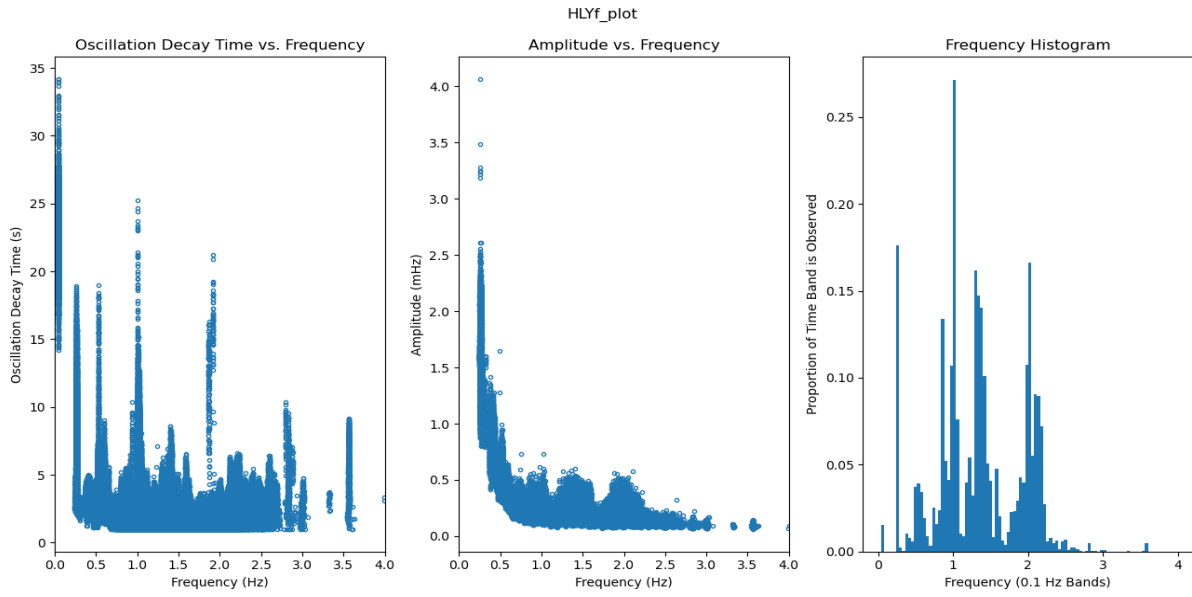 HLYf_plot
Oscillation Decay Time vs. Frequency
Oscillation Decay Time (s)
35
30
25
20
15
10
5
0
0.0 0.5 1.0 1.5 2.0 2.5 3.0 3.5 4.0
Frequency (Hz)
Amplitude vs. Frequency
Amplitude (mHz)
4.0
3.5
3.0
2.5
2.0
1.5
1.0
0.5
0.0
0.0 0.5 1.0 1.5 2.0 2.5 3.0 3.5 4.0
Frequency (Hz)
Frequency Histogram
Proportion of Time Band is Observed
0.25
0.20
0.15
0.10
0.05
0.00
0 1 2 3 4
Frequency (0.1 Hz Bands)